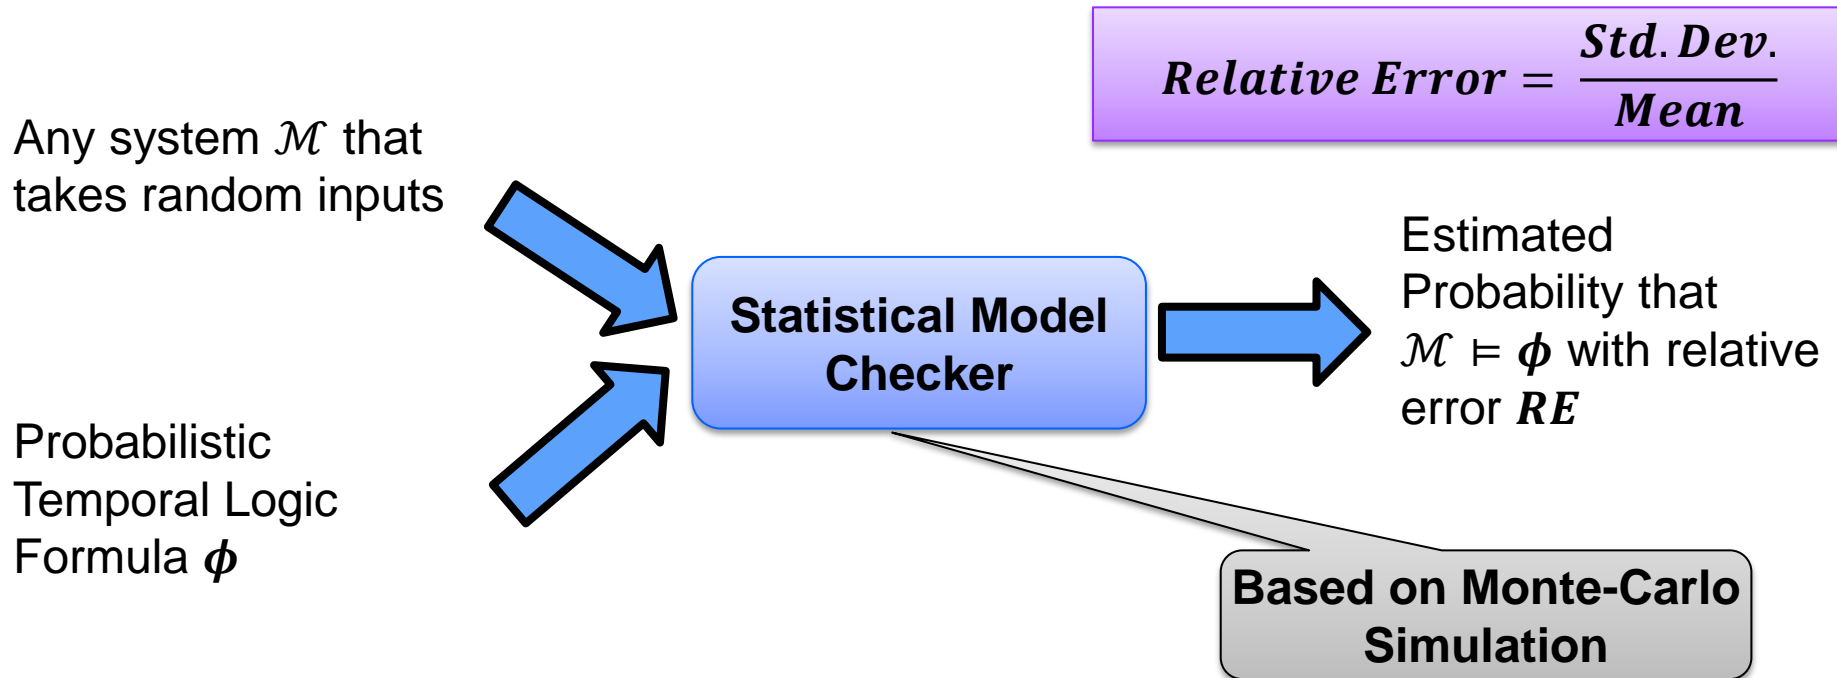 Relative Error = Std. Dev. / Mean
Any system ℳ that
takes random inputs
Statistical Model
Checker
Estimated
Probability that
ℳ ⊨ ϕ with relative
error RE
Probabilistic
Temporal Logic
Formula ϕ
Based on Monte-Carlo
Simulation